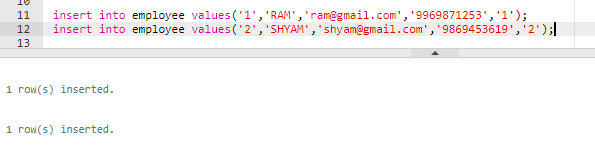 11 insert into employee values('1','RAM','ram@gmail.com','9969871253','1');
12 insert into employee values('2','SHYAM','shyam@gmail.com','9869453619','2');
13
1 row(s) inserted.
1 row(s) inserted.